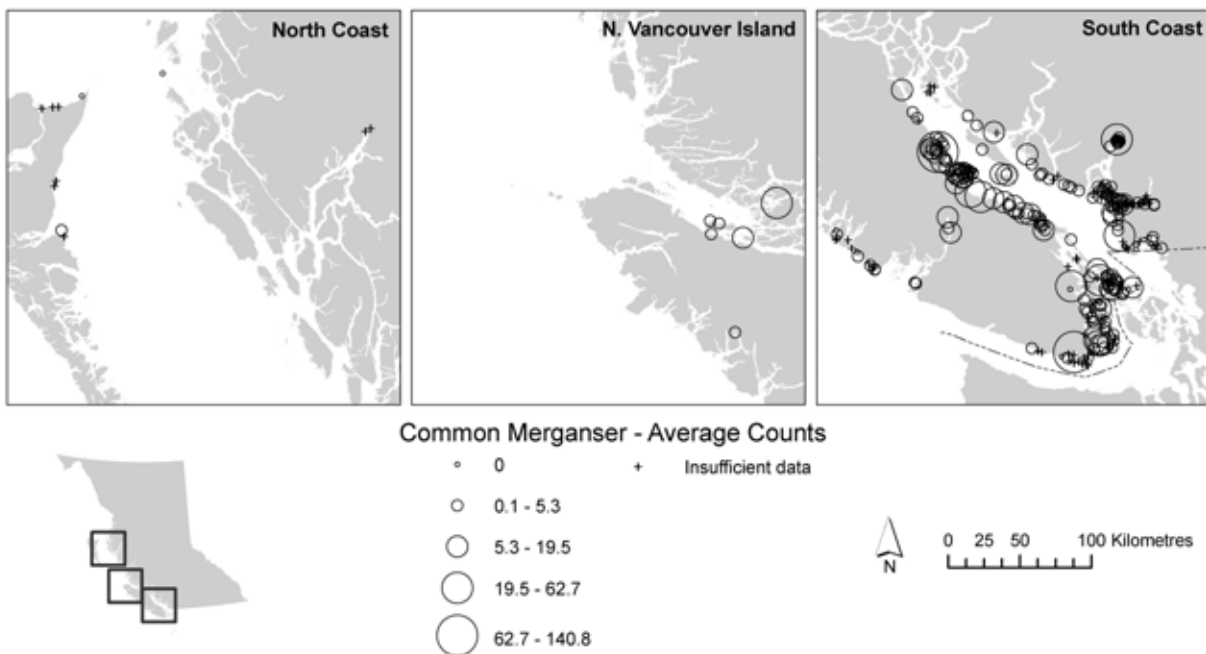 North Coast
N. Vancouver Island
South Coast
Common Merganser - Average Counts
0
+ Insufficient data
0.1 - 5.3
5.3 - 19.5
19.5 - 62.7
62.7 - 140.8
N
0 25 50 100 Kilometres